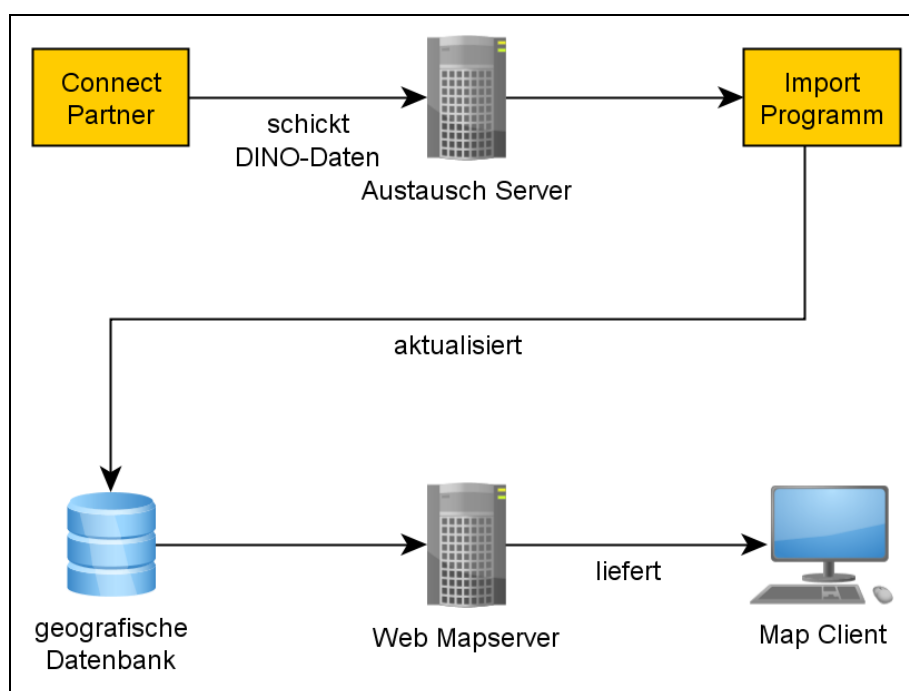 Connect
Partner
schickt
DINO-Daten
Austausch Server
Import
Programm
aktualisiert
geografische
Datenbank
Web Mapserver
liefert
Map Client